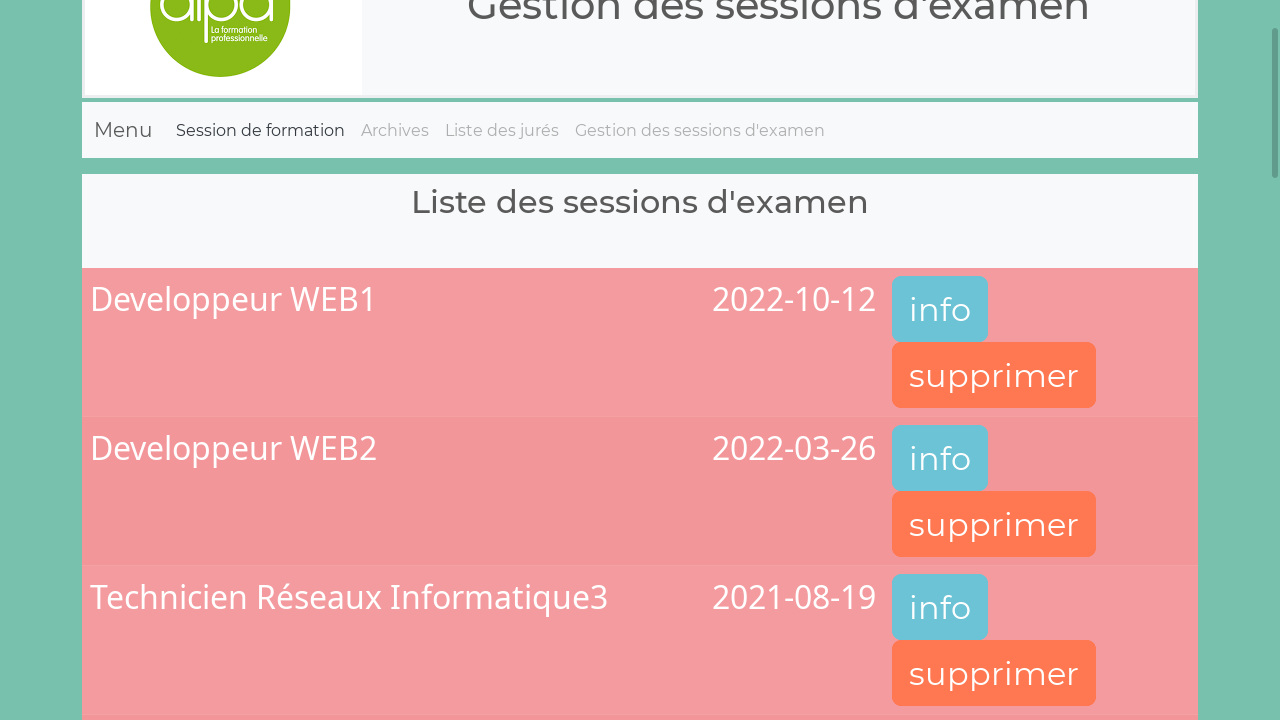 Gestion des sessions d'examen
La formation
professionnelle
Menu Session de formation Archives Liste des jurés Gestion des sessions d'examen
Liste des sessions d'examen
Developpeur WEB1 2022-10-12 info
supprimer
Developpeur WEB2 2022-03-26 info
supprimer
Technicien Réseaux Informatique3 2021-08-19 info
supprimer